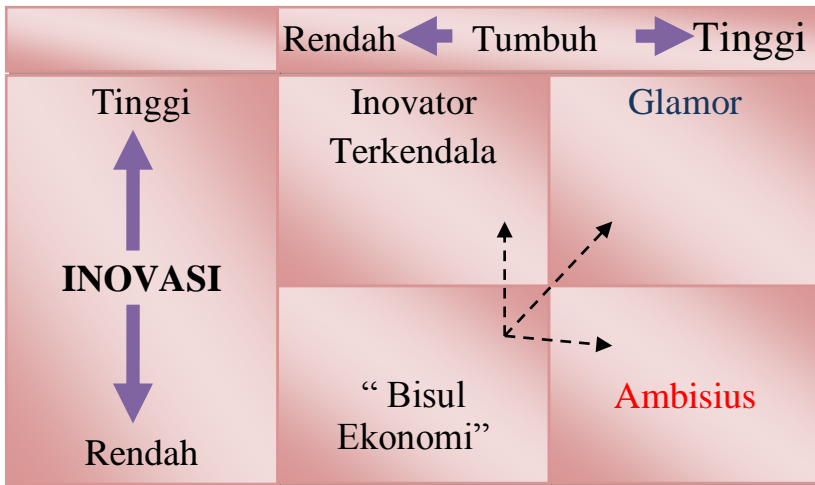 Rendah Tumbuh Tinggi
Tinggi
Inovator
Terkendala
Glamor
INOVASI
Rendah
“ Bisul
Ekonomi”
Ambisius